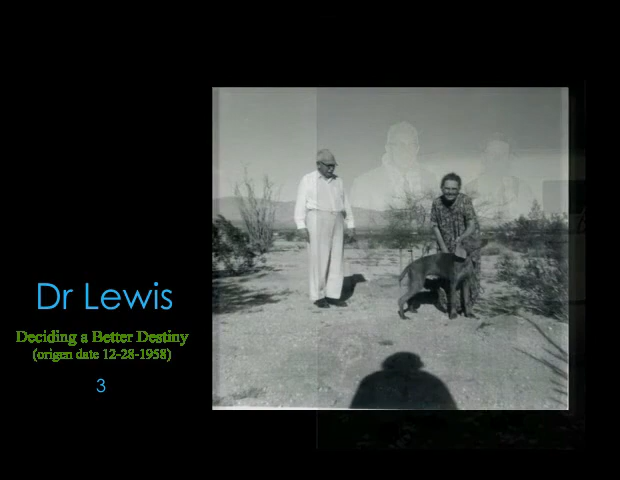 Dr Lewis
Deciding a Better Destiny
(origen date 12-28-1958)
3